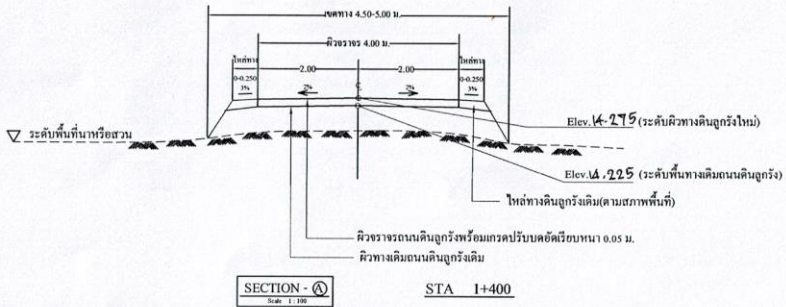 เขตทาง 4.50-5.00 ม.
ผิวจราจร 4.00 ม.
ไหล่ทาง
2.00
2.00
ไหล่ทาง
0-0.250
3%
2%
2%
0-0.250
3%
Elev. 14.275 (ระดับผิวทางดินลูกรังใหม่)
ระดับพื้นที่นาหรือสวน
Elev. 14.225 (ระดับพื้นทางเดิมถนนดินลูกรัง)
ไหล่ทางดินลูกรังเดิม(ตามสภาพพื้นที่)
ผิวจราจรถนนดินลูกรังพร้อมเกรดปรับบดอัดเรียบหนา 0.05 ม.
ผิวทางเดิมถนนดินลูกรังเดิม
SECTION - A
STA 1+400
Scale 1 : 100